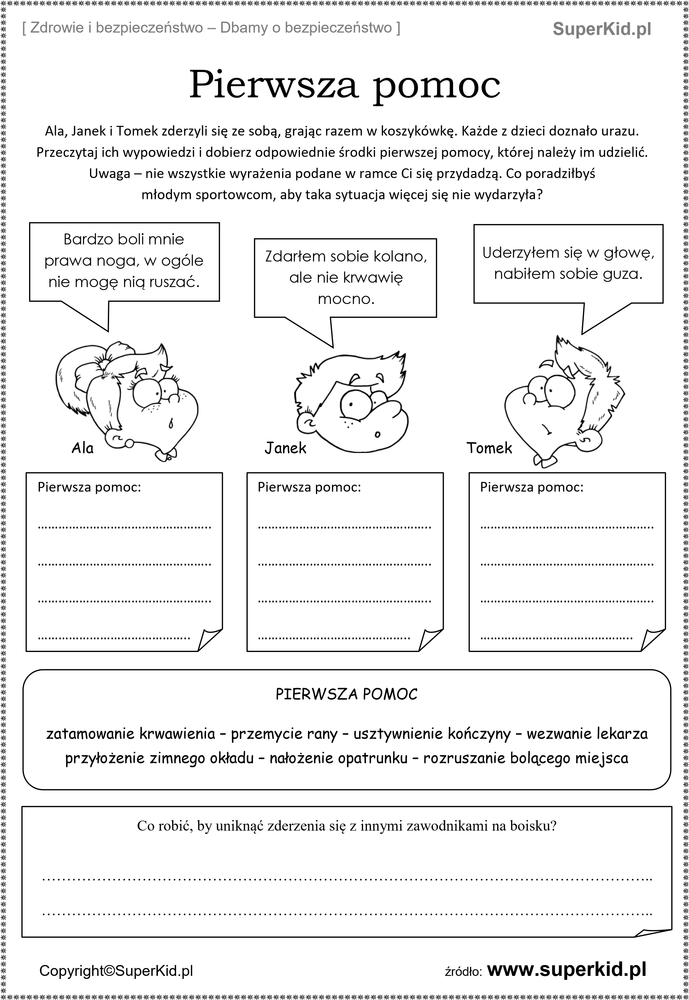 [ Zdrowie i bezpieczeństwo – Dbamy o bezpieczeństwo ]
SuperKid.pl
Pierwsza pomoc
Ala, Janek i Tomek zderzyli się ze sobą, grając razem w koszykówkę. Każde z dzieci doznało urazu.
Przeczytaj ich wypowiedzi i dobierz odpowiednie środki pierwszej pomocy, której należy im udzielić.
Uwaga – nie wszystkie wyrażenia podane w ramce Ci się przydadzą. Co poradziłbyś
młodym sportowcom, aby taka sytuacja więcej się nie wydarzyła?
Bardzo boli mnie
prawa noga, w ogóle
nie mogę nią ruszać.
Zdarłem sobie kolano,
ale nie krwawię
mocno.
Uderzyłem się w głowę,
nabiłem sobie guza.
Ala
Janek
Tomek
Pierwsza pomoc:
Pierwsza pomoc:
Pierwsza pomoc:
PIERWSZA POMOC
zatamowanie krwawienia – przemycie rany – usztywnienie kończyny – wezwanie lekarza
przyłożenie zimnego okładu – nałożenie opatrunku – rozruszanie bolącego miejsca
Co robić, by uniknąć zderzenia się z innymi zawodnikami na boisku?
Copyright©SuperKid.pl
źródło: www.superkid.pl